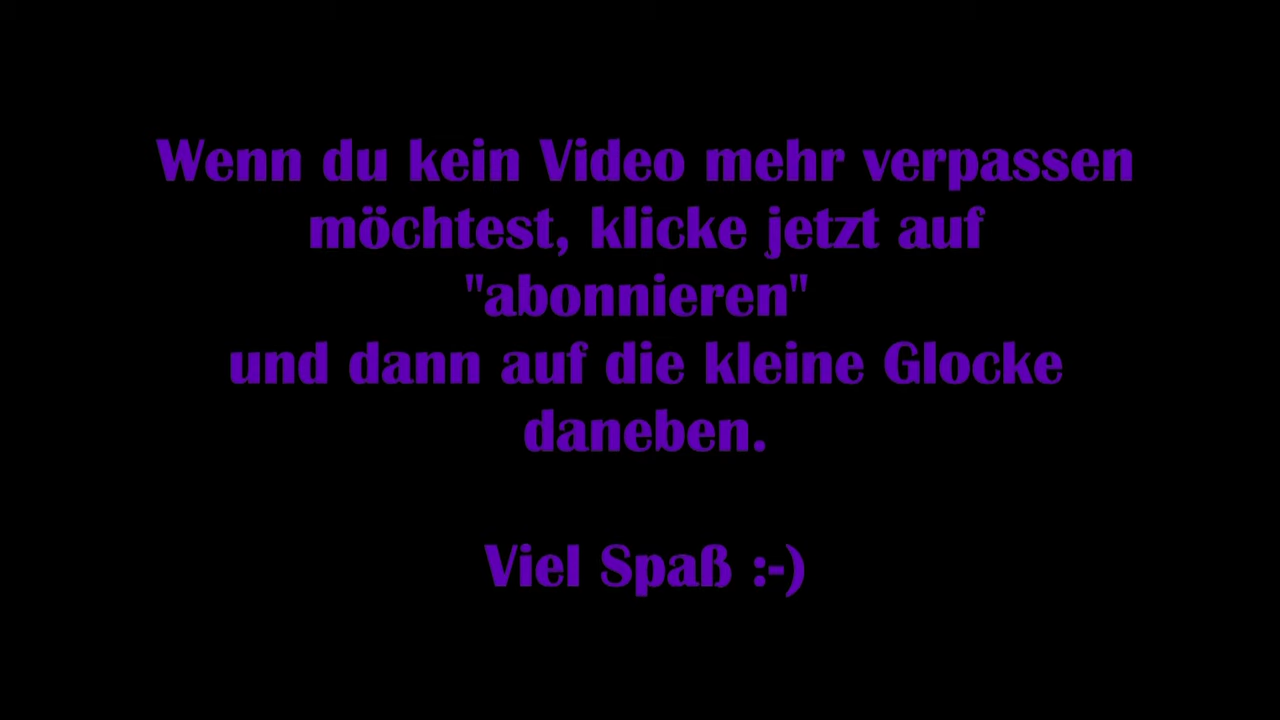 Wenn du kein Video mehr verpassen
möchtest, klicke jetzt auf
"abonnieren"
und dann auf die kleine Glocke
daneben.
Viel Spaß :-)